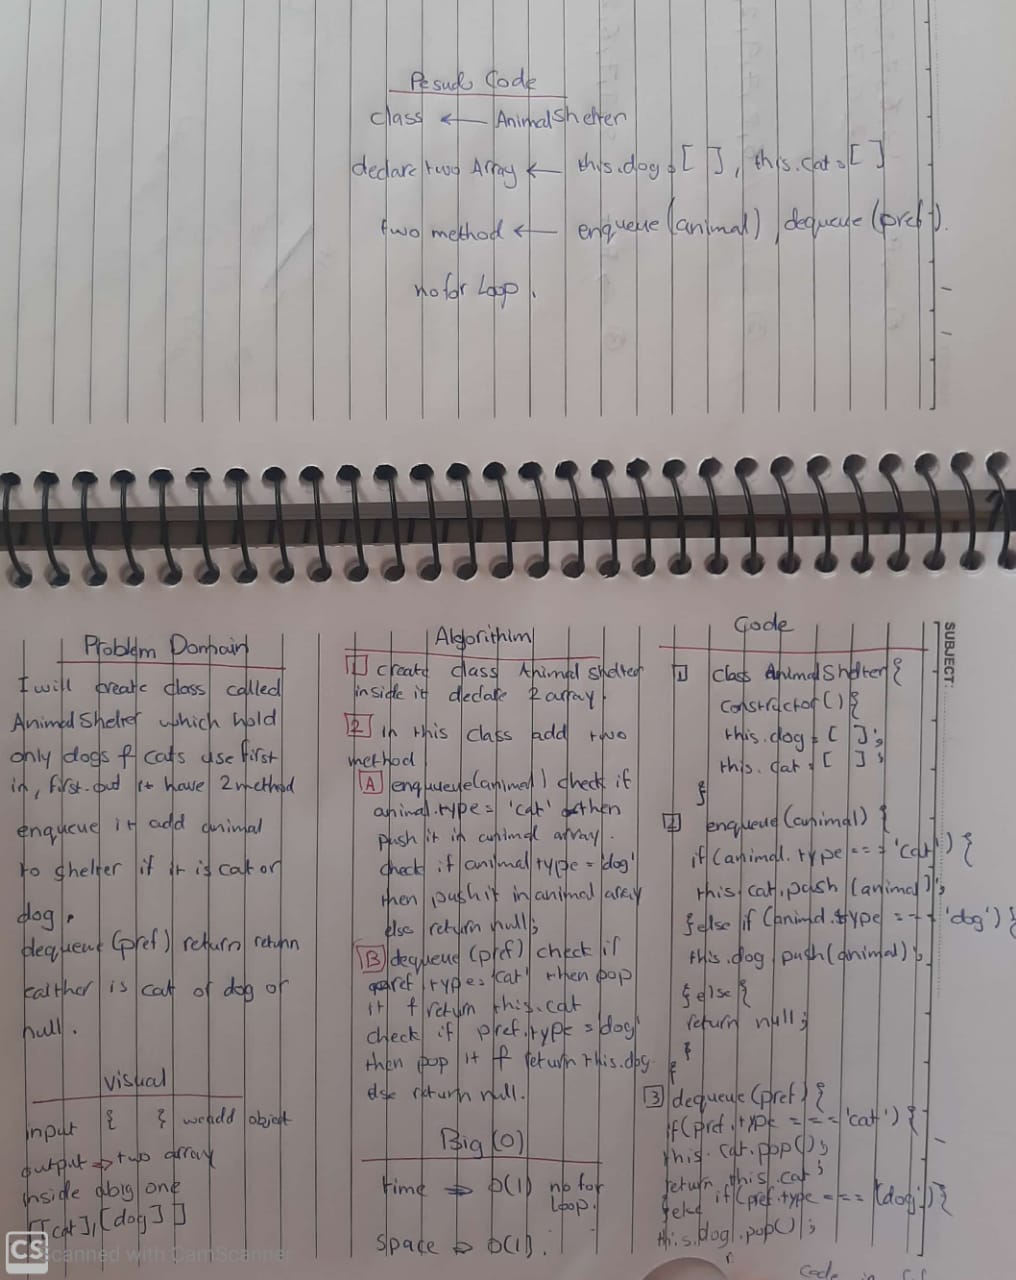 Pesudo Code
class ← AnimalShelter
declare two Array ← this.dog=[ ], this.cat=[ ]
two method ← enqueue(animal), dequeue(pref).
no for Loop.
Problem Domain
I will create class called
AnimalShelter which hold
only dogs & cats use first
in, first-out it have 2 method
enqueue it add animal
to shelter if it is cat or
dog.
dequeue (pref) return return
eaither is cat of dog or
null.
visual
input { } we add object
output ⇒ two array
inside a big one
[[cat],[dog]]
Algorithim
1 create class Animal shelter
inside it declare 2 array.
2 in this class add two
method
A enqueue(animal) check if
animal.type= 'cat' then
push it in animal array.
check if animal type = 'dog'
then push it in animal array
else return null;
B dequeue (pref) check if
pref.type= 'cat' then pop
it & return this.cat
check if pref.type = 'dog'
then pop it & return this.dog
else return null.
Big(O)
time ⇒ O(1) no for
loop.
Space ⇒ O(1).
SUBJECT:
Code
1 class AnimalShelter{
constructor(){
this.dog = [ ];
this.cat = [ ];
}
2 enqueue(animal) {
if(animal.type === 'cat') {
this.cat.push(animal);
}else if (animal.type === 'dog') {
this.dog.push(animal);
}else{
return null;
}
}
3 dequeue(pref) {
if(pref.type === 'cat') {
this.cat.pop();
return this.cat;
}else if(pref.type === 'dog'){
this.dog.pop();
Code in
CS Scanned with CamScanner